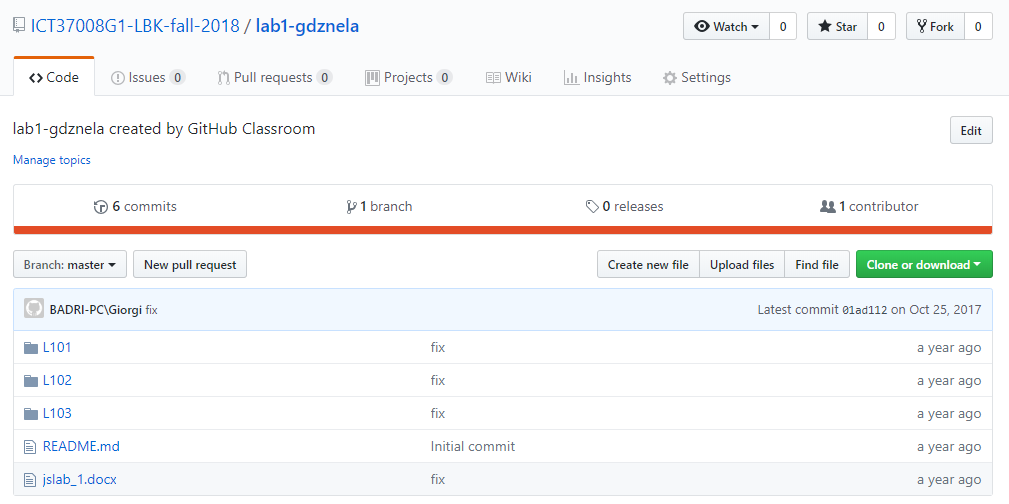 ICT37008G1-LBK-fall-2018 / lab1-gdznela Watch 0 Star 0 Fork 0
Code Issues 0 Pull requests 0 Projects 0 Wiki Insights Settings
lab1-gdznela created by GitHub Classroom Edit
Manage topics
6 commits 1 branch 0 releases 1 contributor
Branch: master New pull request Create new file Upload files Find file Clone or download
BADRI-PC\Giorgi fix Latest commit 01ad112 on Oct 25, 2017
L101 fix a year ago
L102 fix a year ago
L103 fix a year ago
README.md Initial commit a year ago
jslab_1.docx fix a year ago